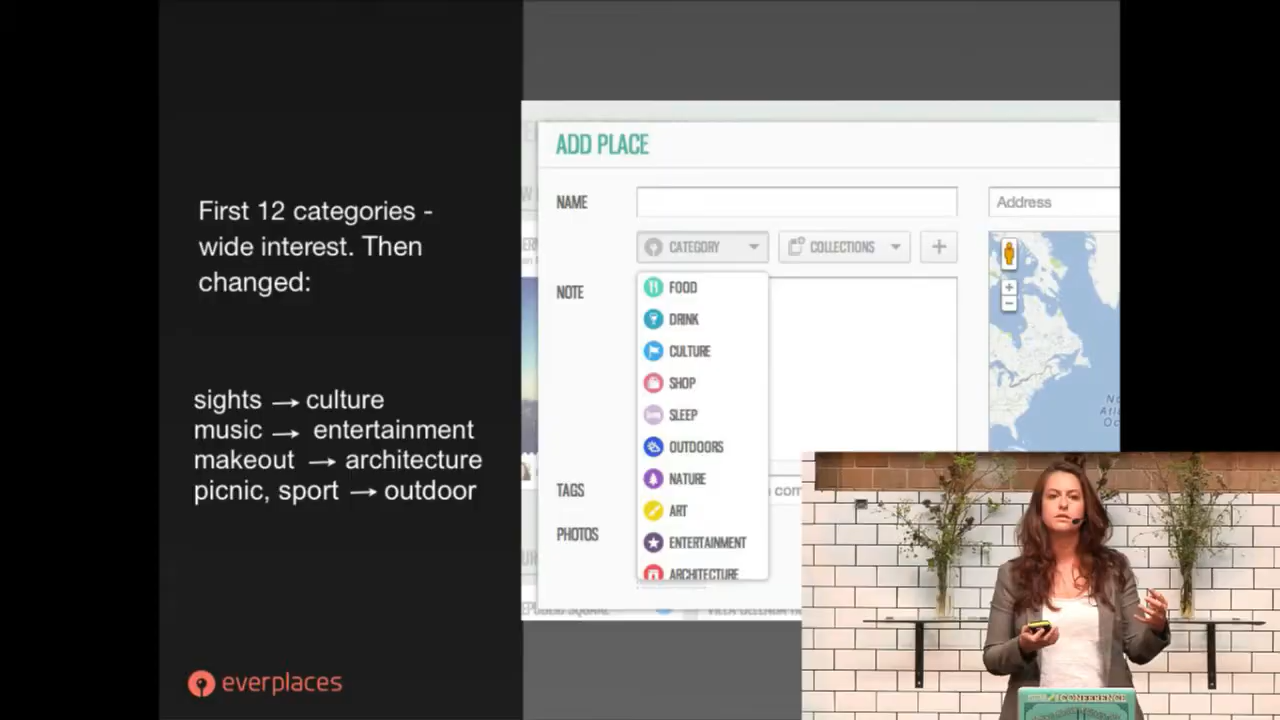 First 12 categories -
wide interest. Then
changed:
sights → culture
music → entertainment
makeout → architecture
picnic, sport → outdoor
everplaces
ADD PLACE
NAME
Address
CATEGORY
COLLECTIONS
+
NOTE
FOOD
DRINK
CULTURE
SHOP
SLEEP
OUTDOORS
NATURE
ART
ENTERTAINMENT
ARCHITECTURE
TAGS
PHOTOS
CONFERENCE